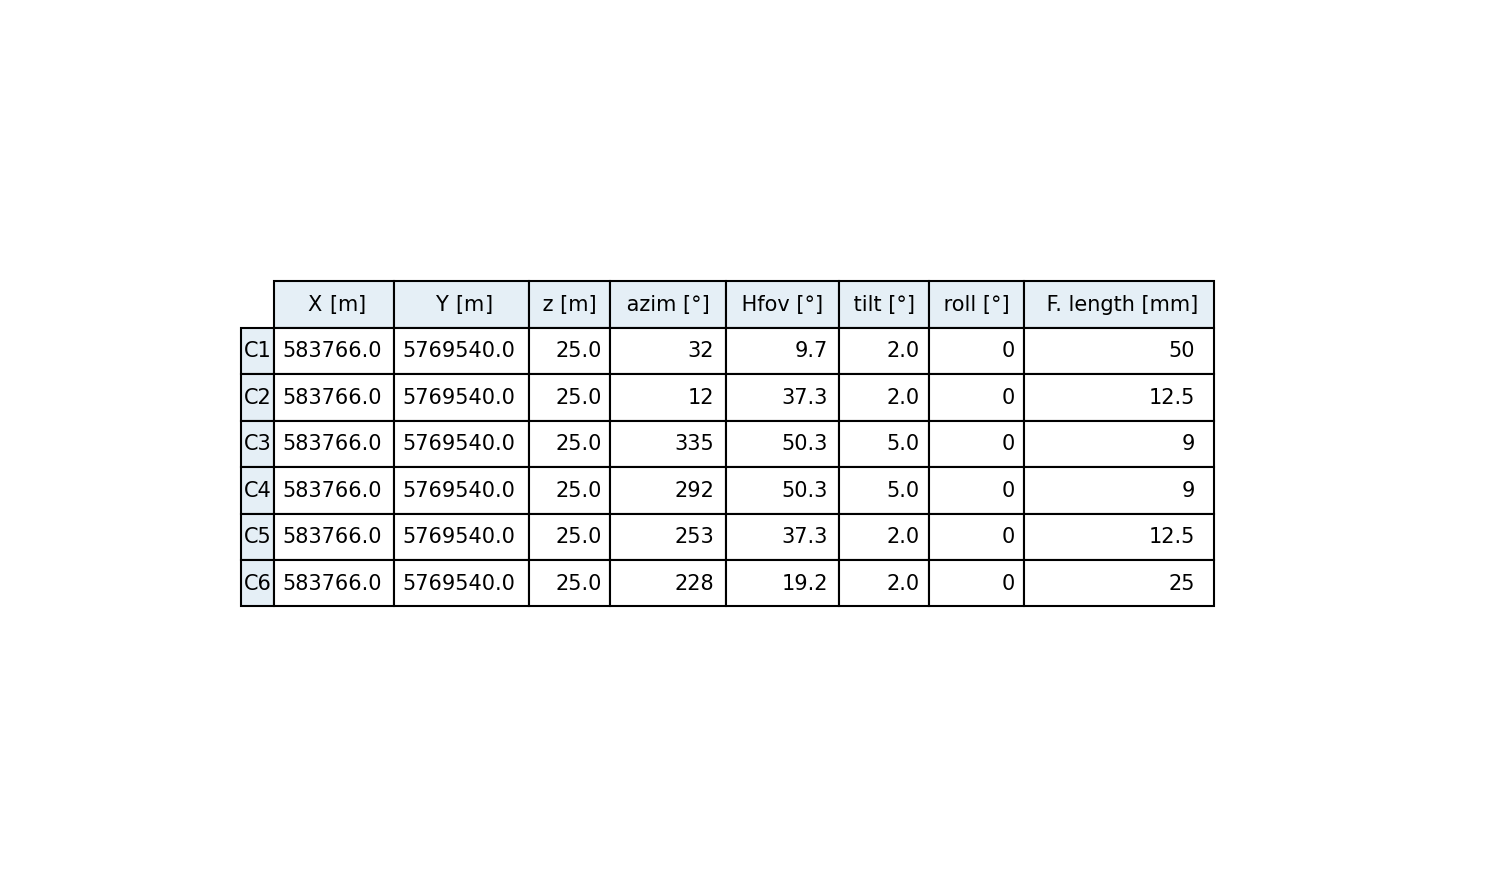 X [m] Y [m] z [m] azim [°] Hfov [°] tilt [°] roll [°] F. length [mm]
C1 583766.0 5769540.0 25.0 32 9.7 2.0 0 50
C2 583766.0 5769540.0 25.0 12 37.3 2.0 0 12.5
C3 583766.0 5769540.0 25.0 335 50.3 5.0 0 9
C4 583766.0 5769540.0 25.0 292 50.3 5.0 0 9
C5 583766.0 5769540.0 25.0 253 37.3 2.0 0 12.5
C6 583766.0 5769540.0 25.0 228 19.2 2.0 0 25